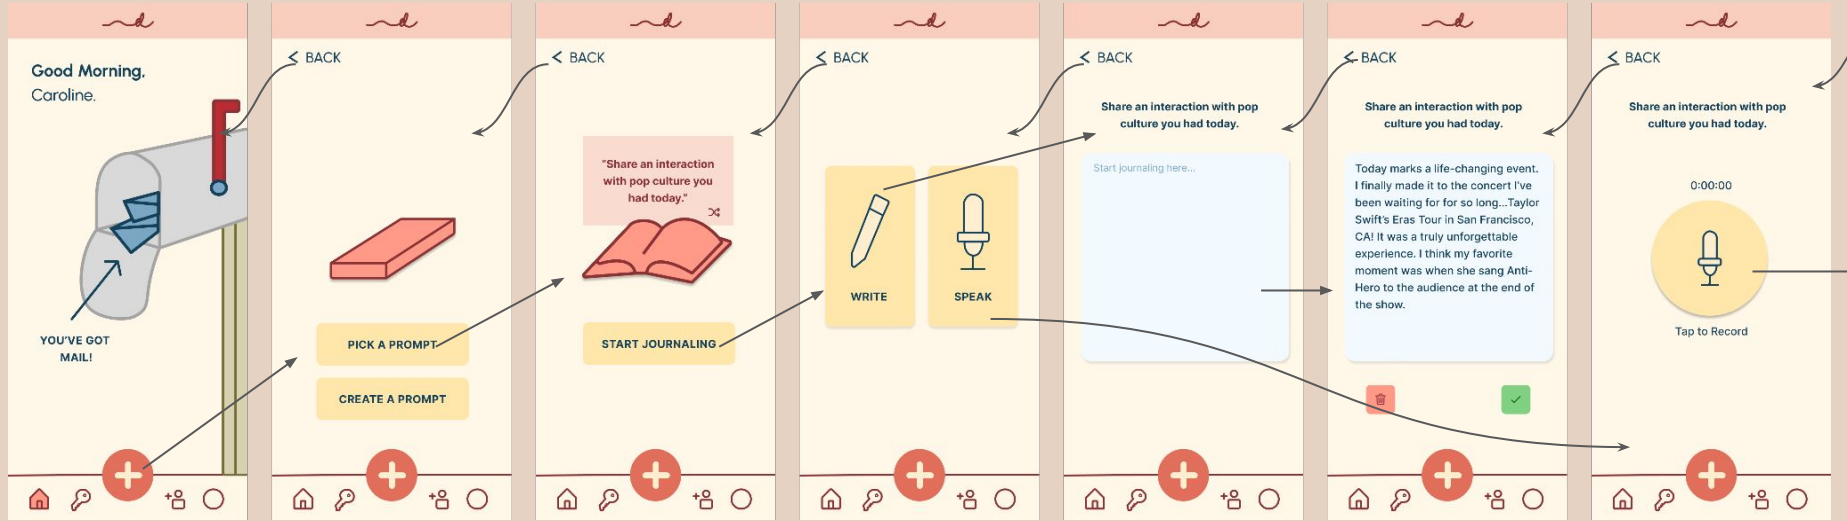 Good Morning,
Caroline.
YOU'VE GOT
MAIL!
< BACK
PICK A PROMPT
CREATE A PROMPT
< BACK
"Share an interaction
with pop culture you
had today."
START JOURNALING
< BACK
WRITE
SPEAK
< BACK
Share an interaction with pop
culture you had today.
Start journaling here...
< BACK
Share an interaction with pop
culture you had today.
Today marks a life-changing event.
I finally made it to the concert I've
been waiting for for so long...Taylor
Swift's Eras Tour in San Francisco,
CA! It was a truly unforgettable
experience. I think my favorite
moment was when she sang Anti-
Hero to the audience at the end of
the show.
< BACK
Share an interaction with pop
culture you had today.
0:00:00
Tap to Record